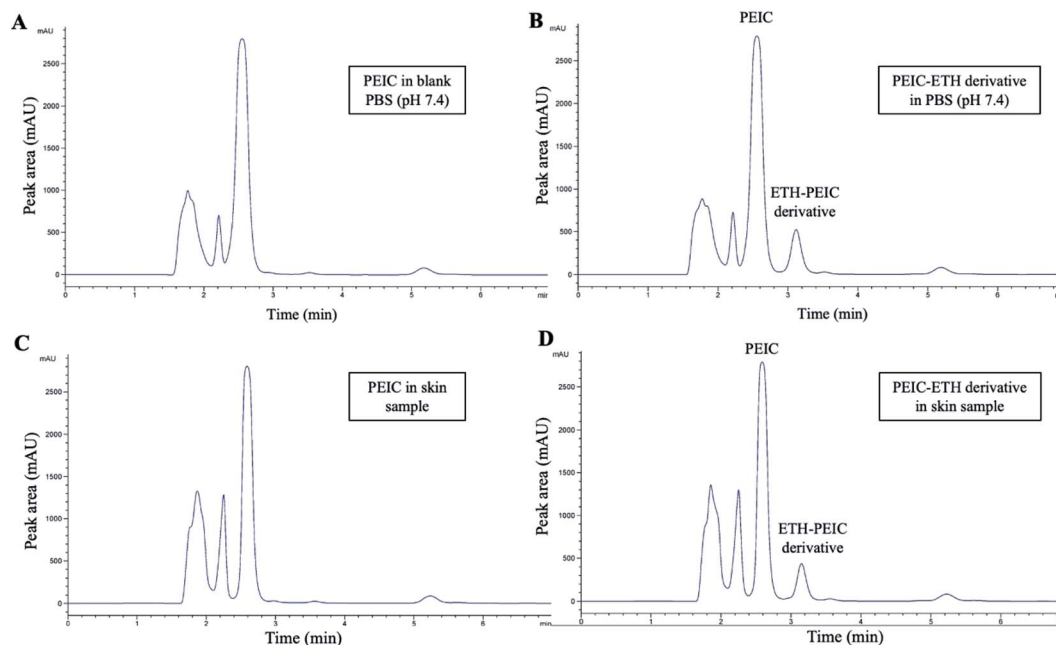 A
mAU
2500
2000
1500
1000
500
0
Peak area (mAU)
PEIC in blank
PBS (pH 7.4)
0 1 2 3 4 5 6 min
Time (min)
B
mAU
2500
2000
1500
1000
500
0
Peak area (mAU)
PEIC
ETH-PEIC
derivative
PEIC-ETH derivative
in PBS (pH 7.4)
0 1 2 3 4 5 6
Time (min)
C
mAU
2500
2000
1500
1000
500
0
Peak area (mAU)
PEIC in skin
sample
0 1 2 3 4 5 6
Time (min)
D
mAU
2500
2000
1500
1000
500
0
Peak area (mAU)
PEIC
ETH-PEIC
derivative
PEIC-ETH derivative
in skin sample
0 1 2 3 4 5 6
Time (min)